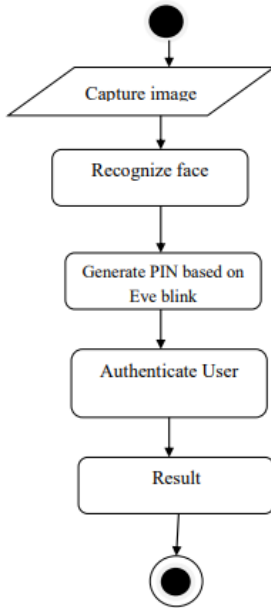 Capture image
Recognize face
Generate PIN based on
Eve blink
Authenticate User
Result